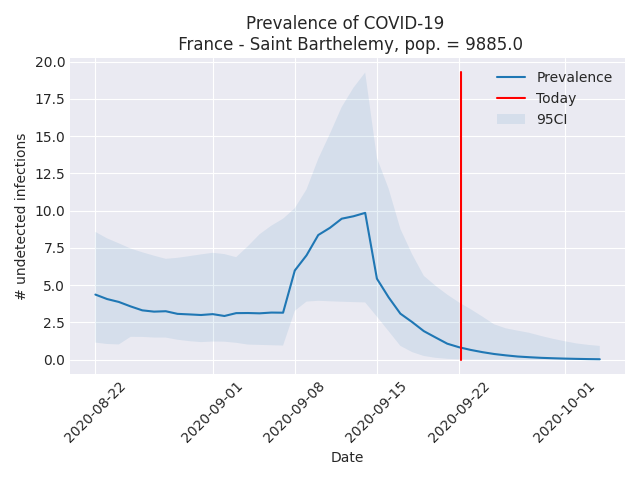 Prevalence of COVID-19
France - Saint Barthelemy, pop. = 9885.0
# undetected infections
20.0
17.5
15.0
12.5
10.0
7.5
5.0
2.5
0.0
Prevalence
Today
95CI
2020-08-22
2020-09-01
2020-09-08
2020-09-15
2020-09-22
2020-10-01
Date